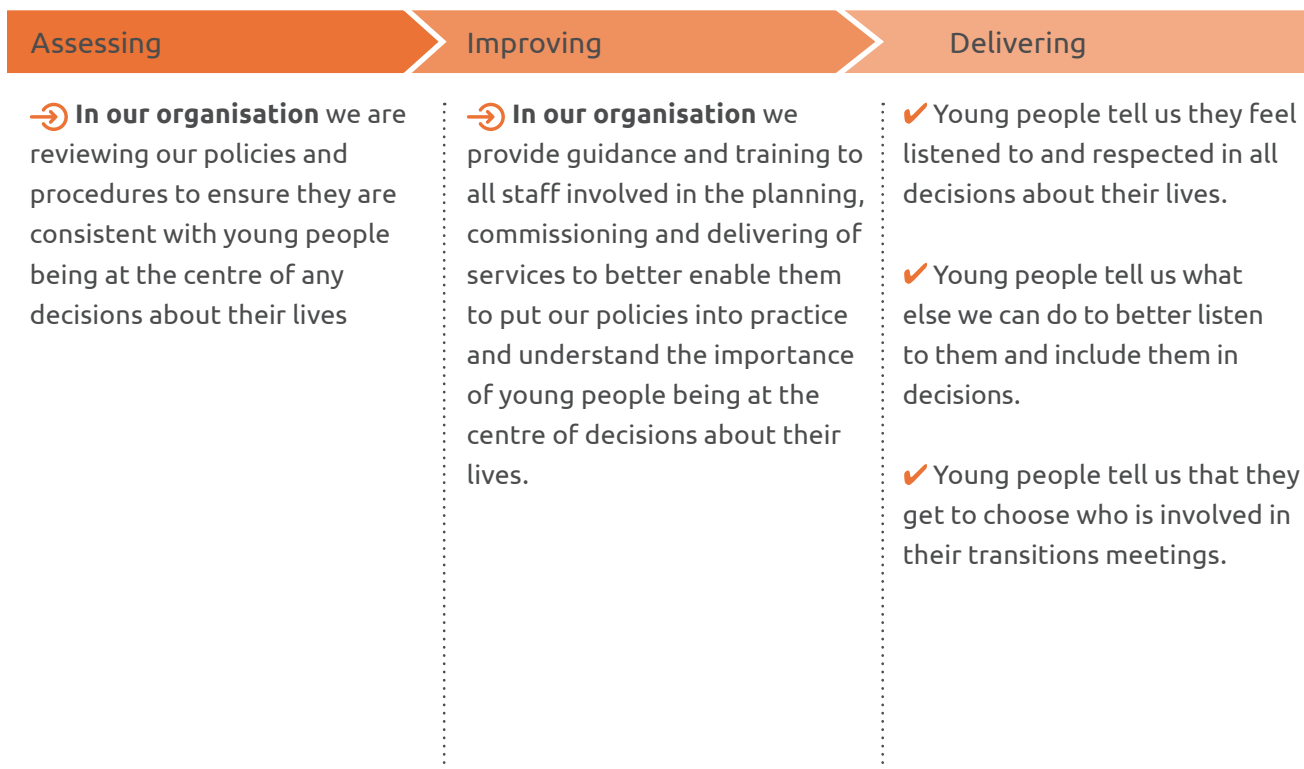 Assessing
Improving
Delivering
In our organisation we are
reviewing our policies and
procedures to ensure they are
consistent with young people
being at the centre of any
decisions about their lives
In our organisation we
provide guidance and training to
all staff involved in the planning,
commissioning and delivering of
services to better enable them
to put our policies into practice
and understand the importance
of young people being at the
centre of decisions about their
lives.
✔ Young people tell us they feel
listened to and respected in all
decisions about their lives.
✔ Young people tell us what
else we can do to better listen
to them and include them in
decisions.
✔ Young people tell us that they
get to choose who is involved in
their transitions meetings.